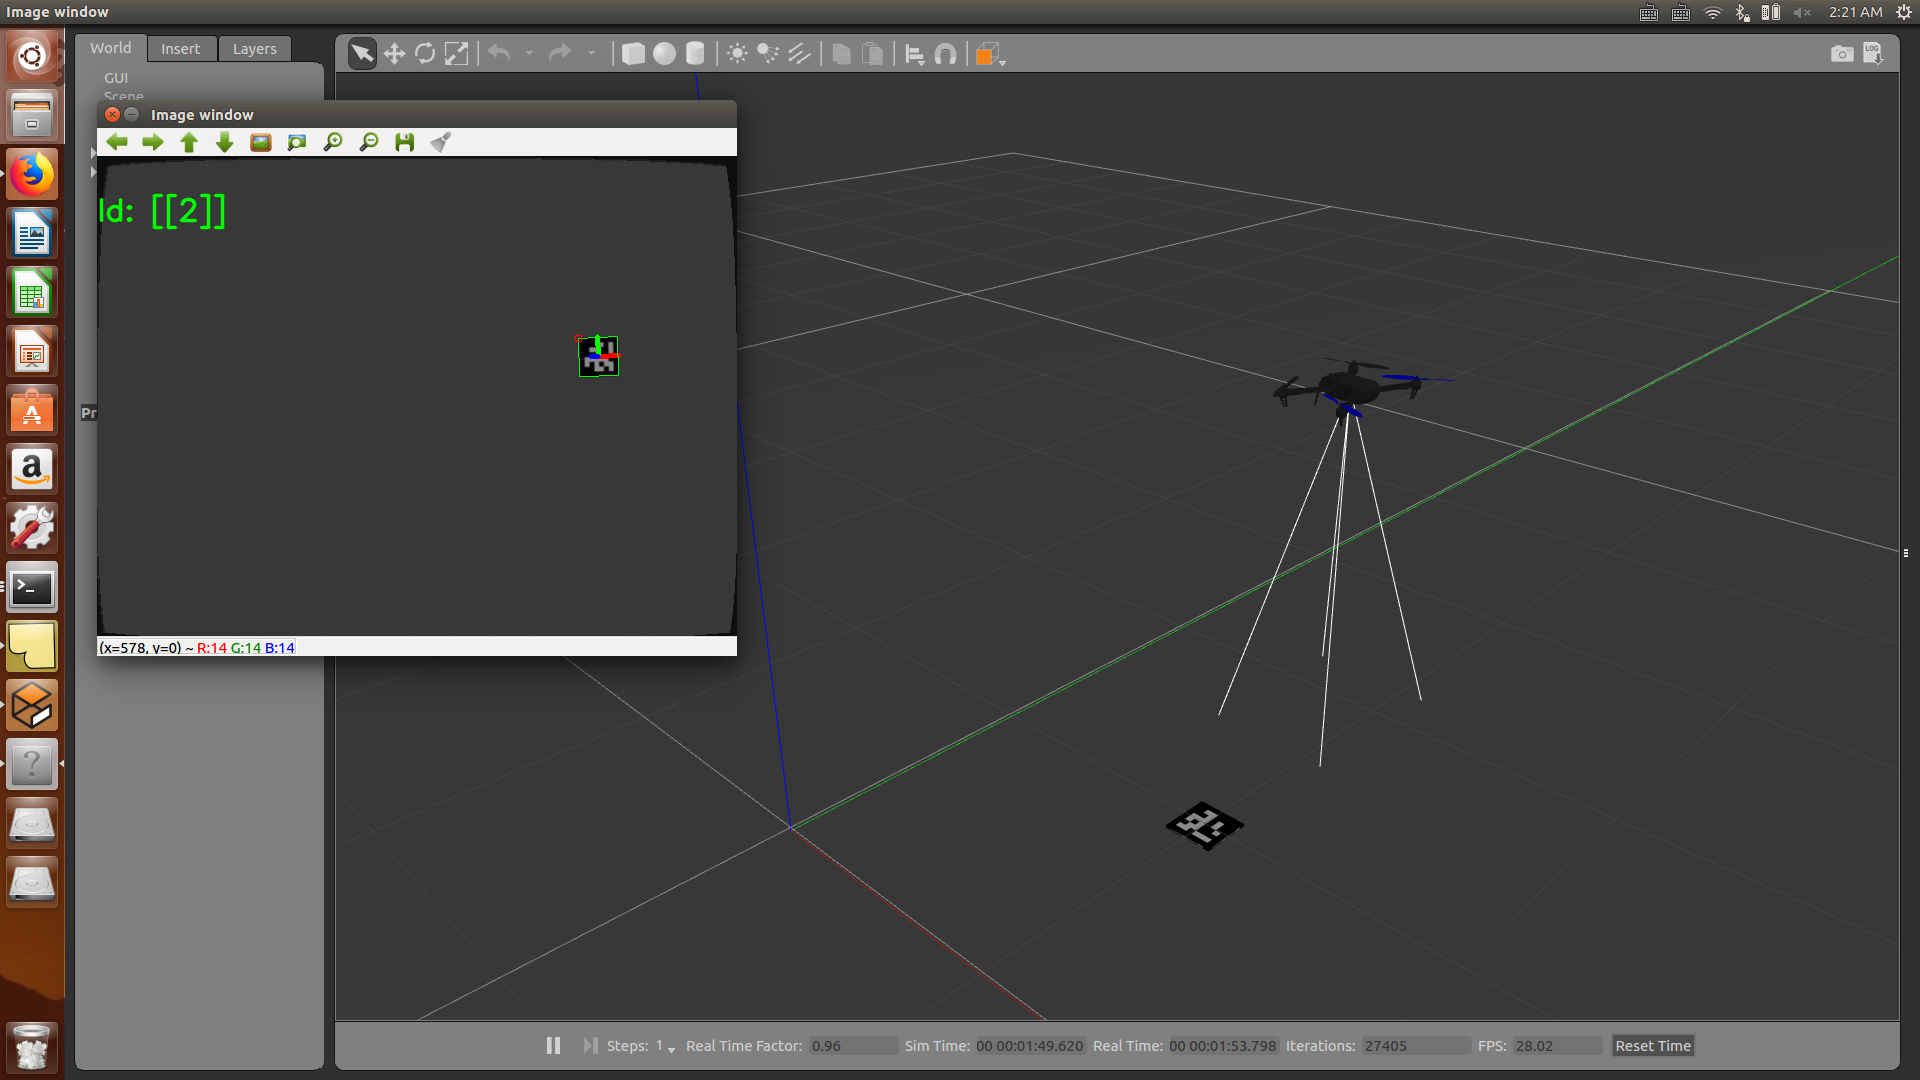 Image window
2:21 AM
World
Insert
Layers
LOG
GUI
Scene
Image window
Id: [[2]]
Pr
(x=578, y=0) ~ R:14 G:14 B:14
Steps: 1
Real Time Factor: 0.96
Sim Time: 00 00:01:49.620
Real Time: 00 00:01:53.798
Iterations: 27405
FPS: 28.02
Reset Time